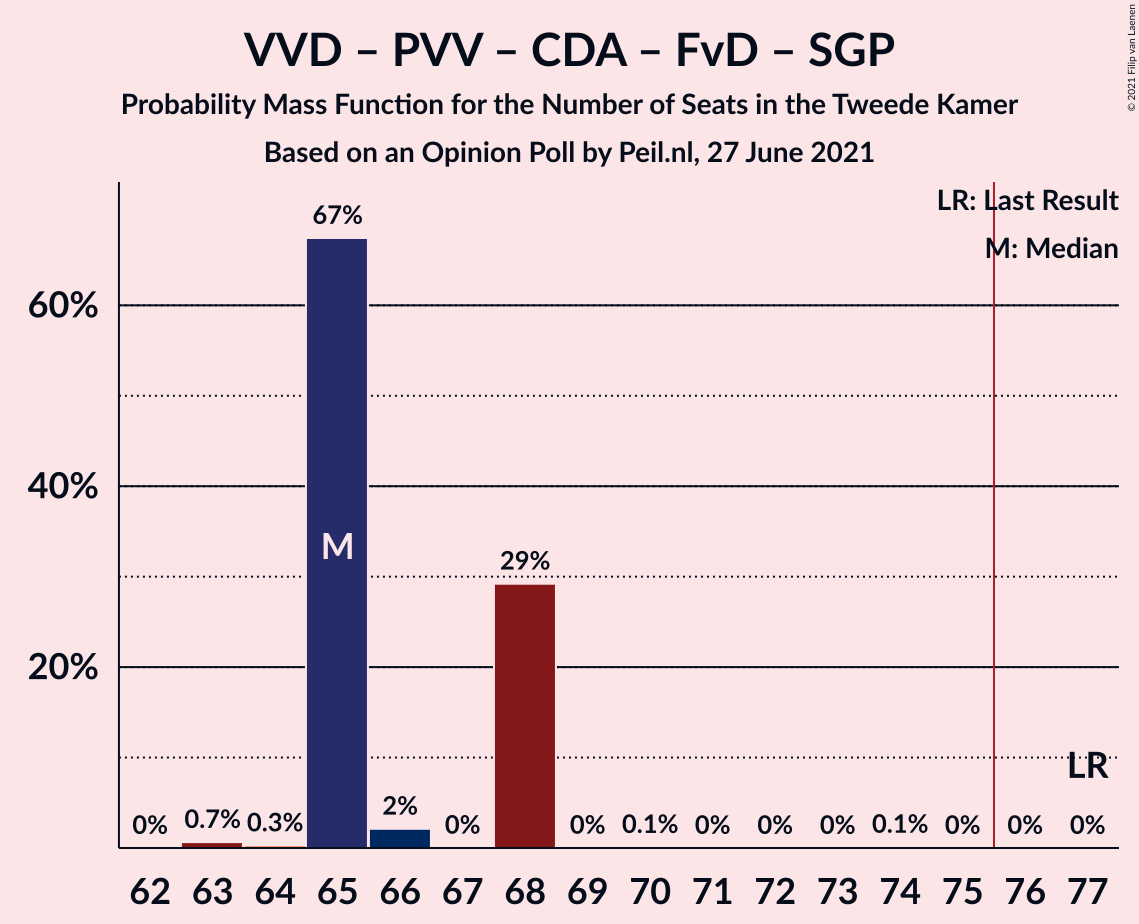 VVD – PVV – CDA – FvD – SGP
Probability Mass Function for the Number of Seats in the Tweede Kamer
Based on an Opinion Poll by Peil.nl, 27 June 2021
© 2021 Filip van Laenen
LR: Last Result
M: Median
67%
60%
40%
M
29%
20%
LR
0% 0.7% 0.3% 2% 0% 0% 0.1% 0% 0% 0% 0.1% 0% 0% 0%
62 63 64 65 66 67 68 69 70 71 72 73 74 75 76 77